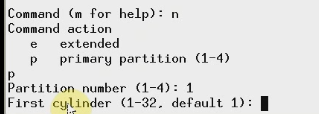 Command (m for help): n
Command action
   e   extended
   p   primary partition (1-4)
p
Partition number (1-4): 1
First cylinder (1-32, default 1):